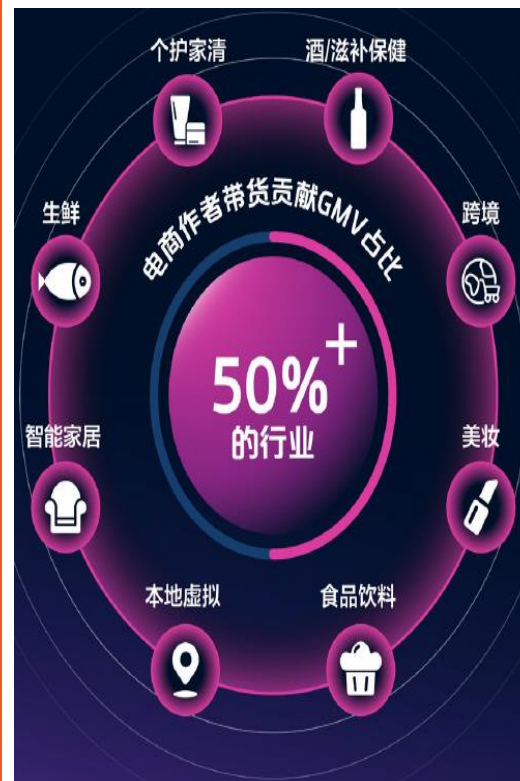 个护家清
酒/滋补保健
生鲜
电商作者带货贡献GMV占比
跨境
50%+
的行业
智能家居
美妆
本地虚拟
食品饮料